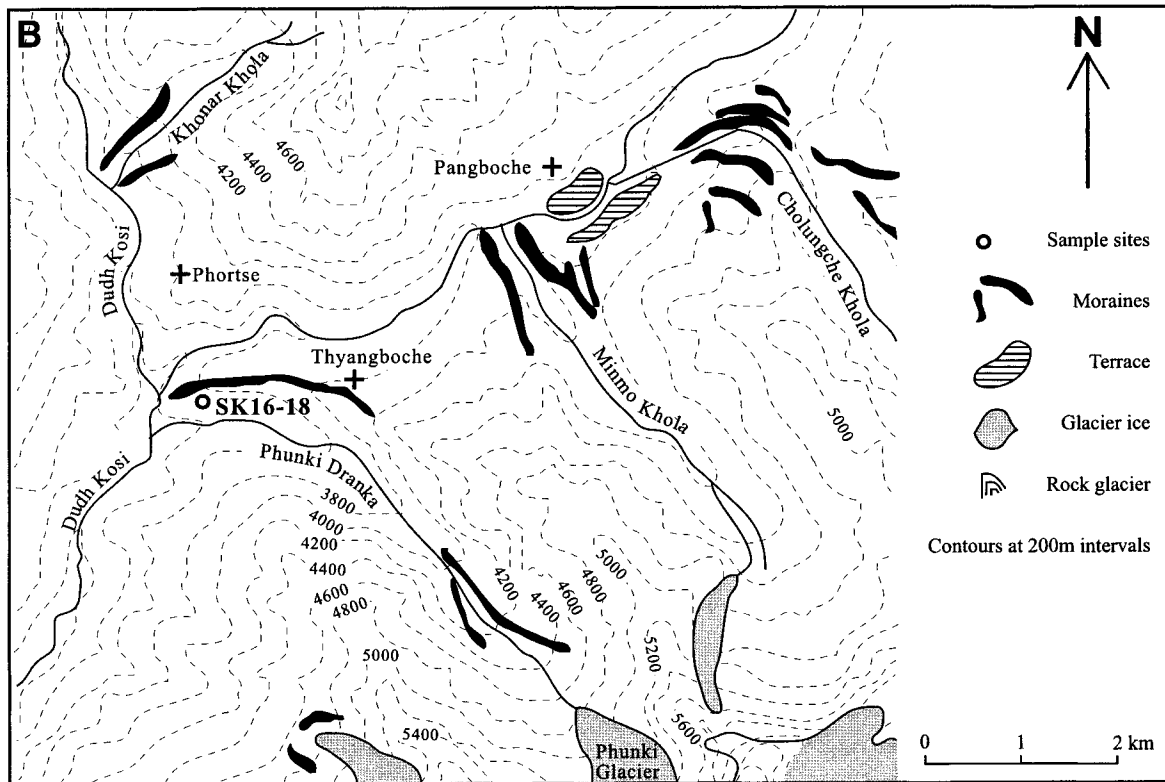 B
N
Khonar Khola
4600
4400
4200
Pangboche
Cholungche Khola
Sample sites
Dudh Kosi
Phortse
Moraines
Thyangboche
Minmo Khola
Terrace
SK16-18
5000
Glacier ice
Dudh Kosi
Phunki Dranka
Rock glacier
3800
4000
4200
4400
4600
4800
5000
Contours at 200m intervals
4200
4400
4600
4800
5000
5200
5400
5600
Phunki
Glacier
0 1 2 km